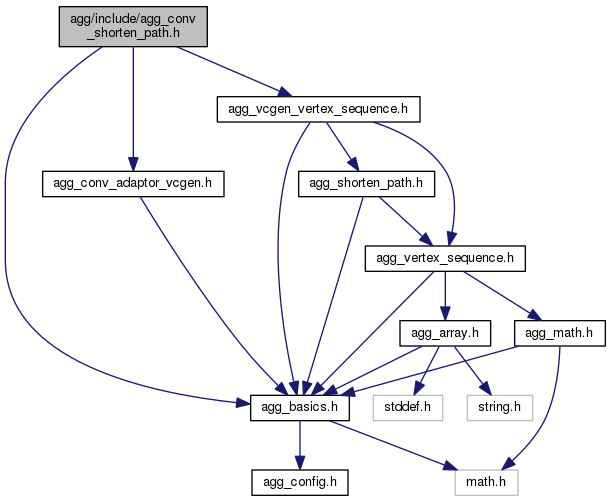 agg/include/agg_conv
_shorten_path.h
agg_vcgen_vertex_sequence.h
agg_conv_adaptor_vcgen.h
agg_shorten_path.h
agg_vertex_sequence.h
agg_array.h
agg_math.h
agg_basics.h
stddef.h
string.h
agg_config.h
math.h